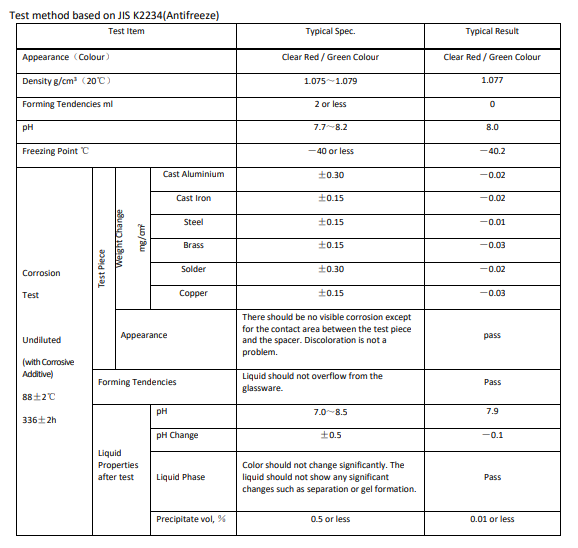 Test method based on JIS K2234(Antifreeze)
Test Item Typical Spec. Typical Result
Appearance（Colour） Clear Red / Green Colour Clear Red / Green Colour
Density g/cm³（20℃） 1.075～1.079 1.077
Forming Tendencies ml 2 or less 0
pH 7.7～8.2 8.0
Freezing Point ℃ －40 or less －40.2
Corrosion
Test
Undiluted
(with Corrosive
Additive)
88±2℃
336±2h
Test Piece
Weight Change
mg/cm²
Cast Aluminium ±0.30 －0.02
Cast Iron ±0.15 －0.02
Steel ±0.15 －0.01
Brass ±0.15 －0.03
Solder ±0.30 －0.02
Copper ±0.15 －0.03
Appearance
There should be no visible corrosion except
for the contact area between the test piece
and the spacer. Discoloration is not a
problem.
pass
Forming Tendencies
Liquid should not overflow from the
glassware.
Pass
Liquid
Properties
after test
pH 7.0～8.5 7.9
pH Change ±0.5 －0.1
Liquid Phase
Color should not change significantly. The
liquid should not show any significant
changes such as separation or gel formation.
Pass
Precipitate vol, % 0.5 or less 0.01 or less